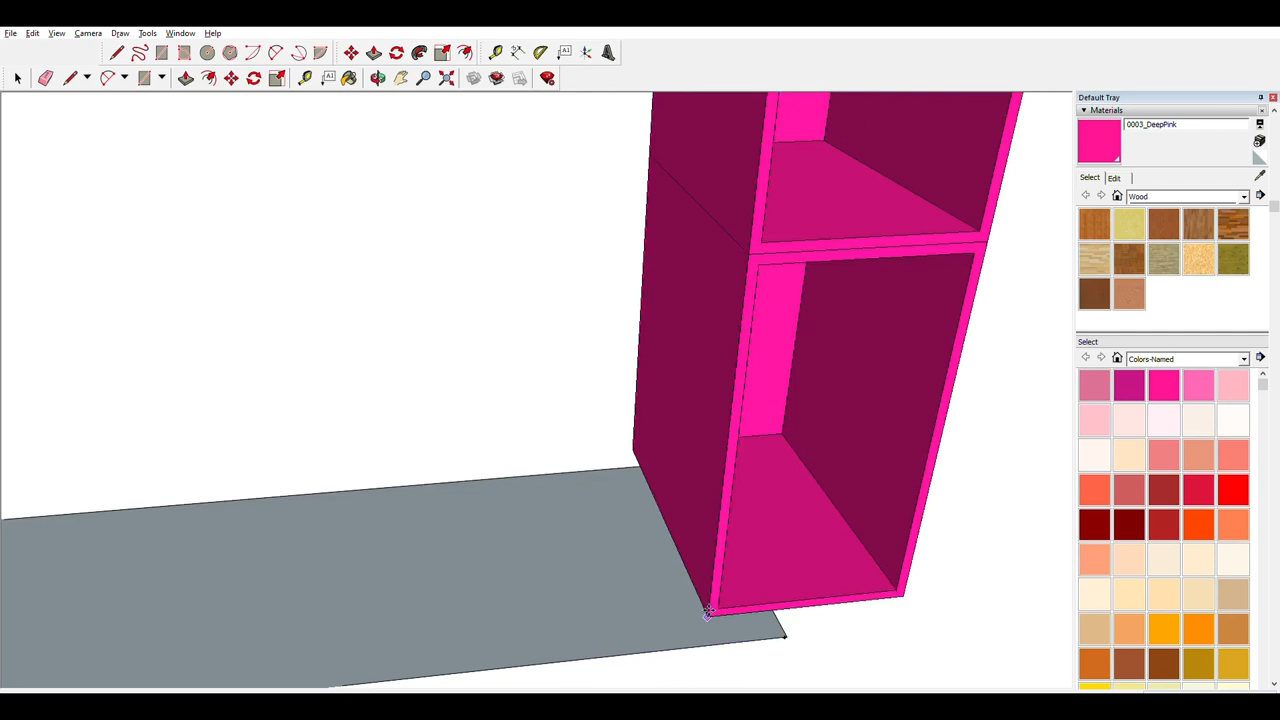 File Edit View Camera Draw Tools Window Help
Default Tray
Materials
0003_DeepPink
Select Edit
Wood
Select
Colors-Named